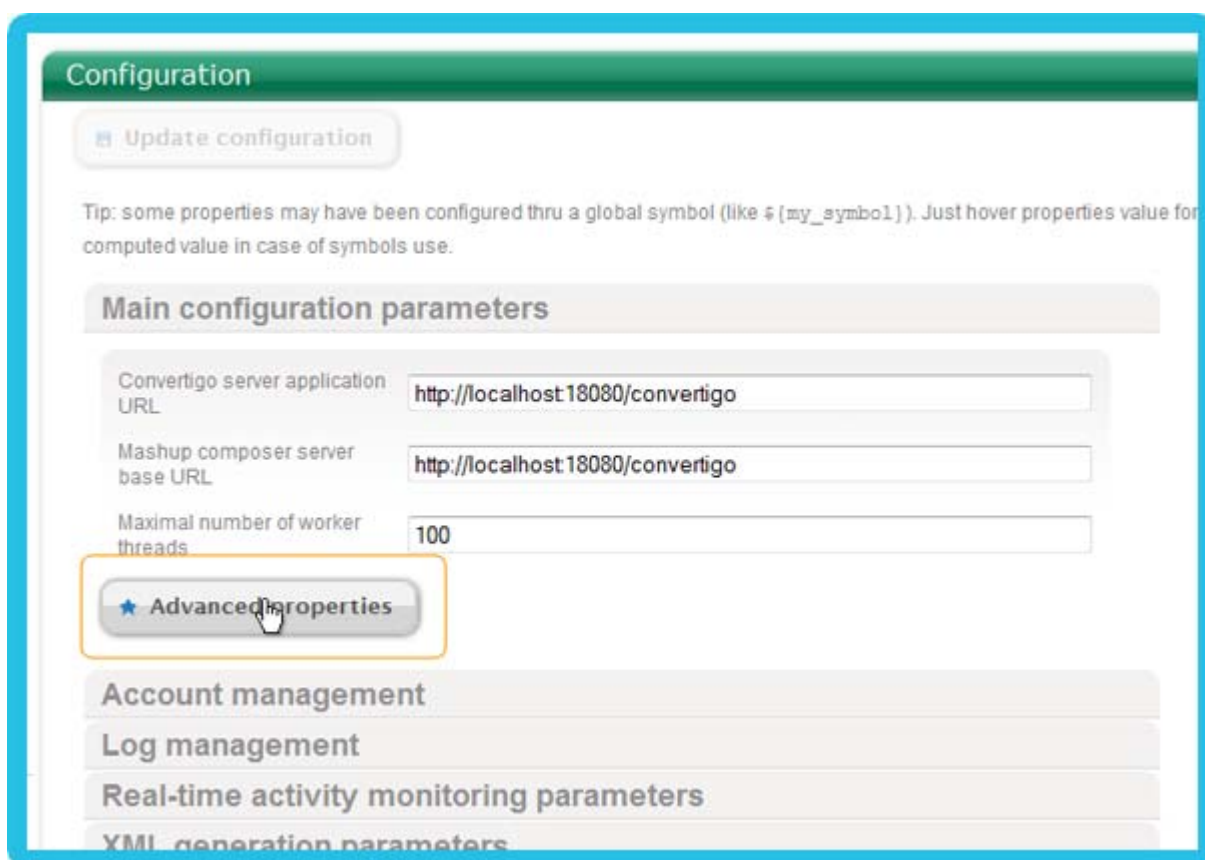 Configuration
Update configuration
Tip: some properties may have been configured thru a global symbol (like ${my_symbol}). Just hover properties value for
computed value in case of symbols use.
Main configuration parameters
Convertigo server application
URL
http://localhost:18080/convertigo
Mashup composer server
base URL
http://localhost:18080/convertigo
Maximal number of worker
threads
100
Advanced properties
Account management
Log management
Real-time activity monitoring parameters
XML generation parameters